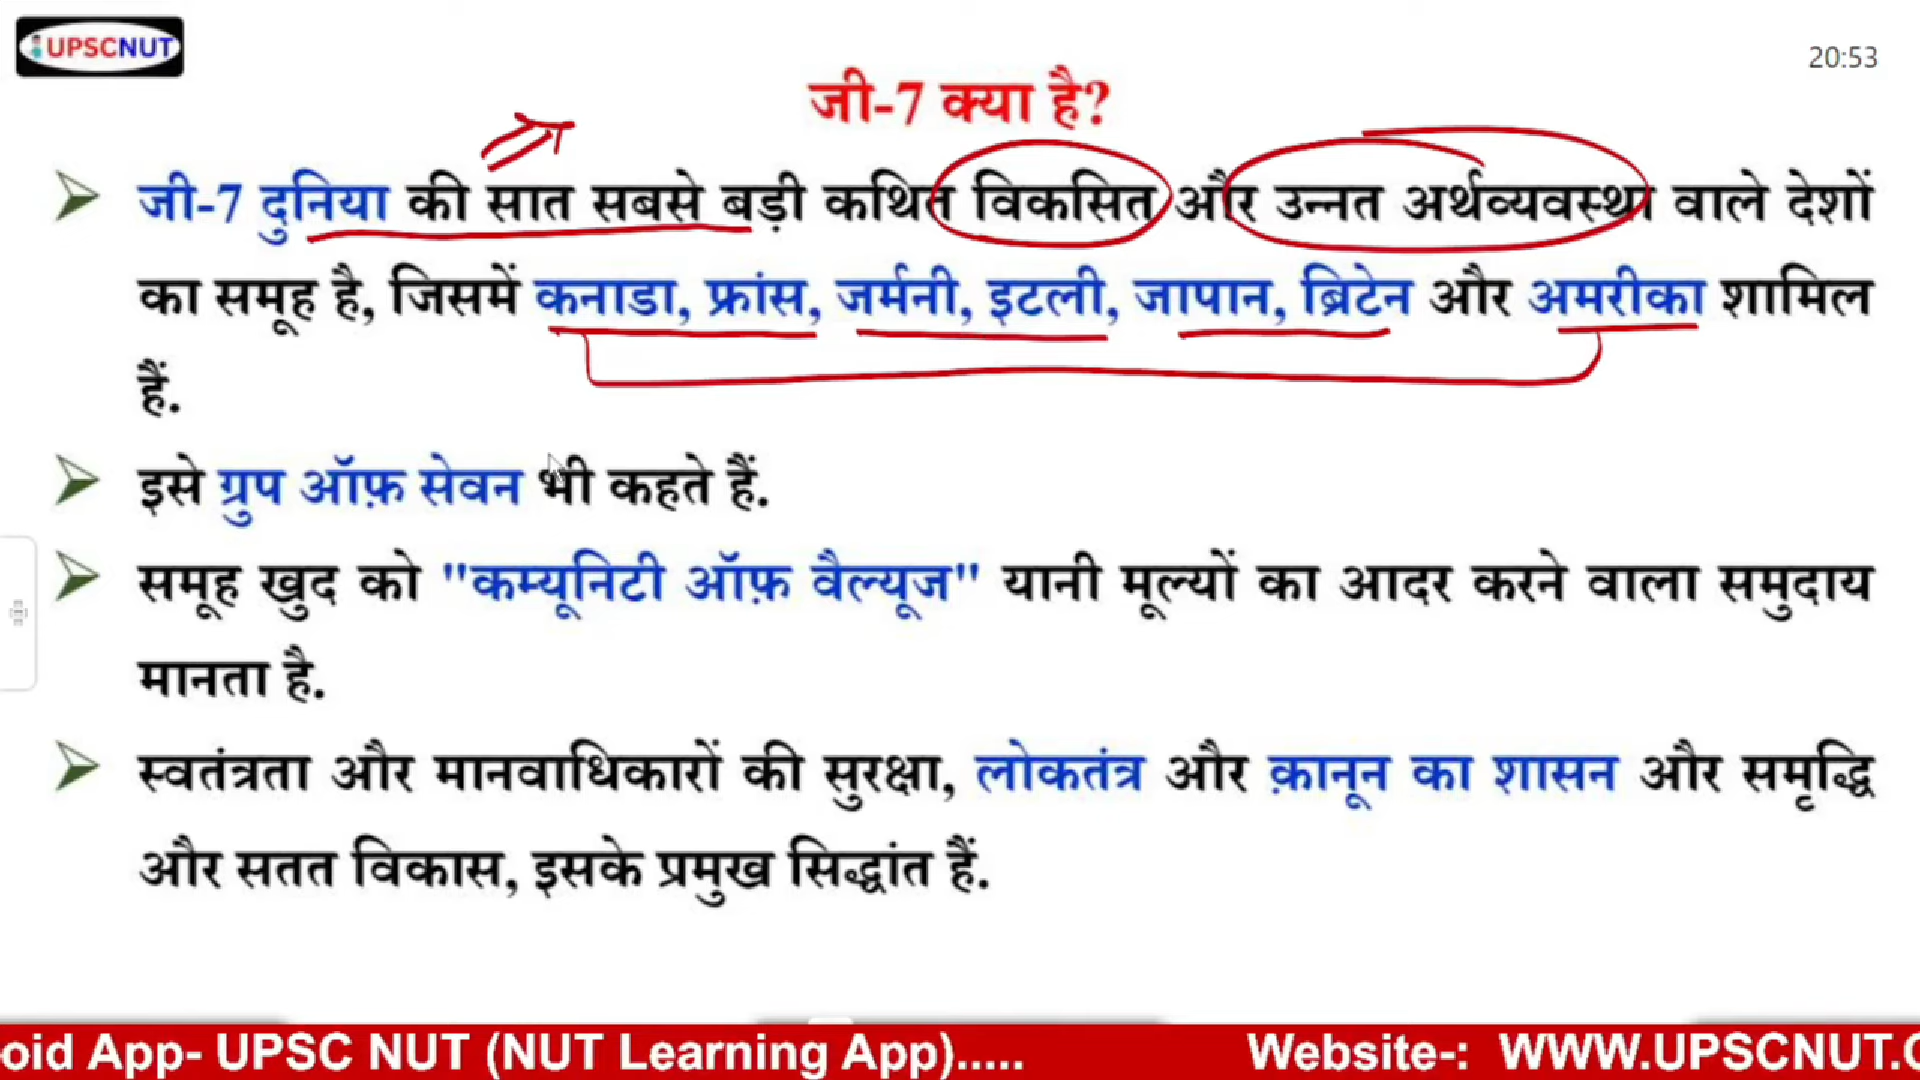 UPSCNUT
20:53
जी-7 क्या है?
जी-7 दुनिया की सात सबसे बड़ी कथित विकसित और उन्नत अर्थव्यवस्था वाले देशों
का समूह है, जिसमें कनाडा, फ्रांस, जर्मनी, इटली, जापान, ब्रिटेन और अमरीका शामिल
हैं.
इसे ग्रुप ऑफ़ सेवन भी कहते हैं.
समूह खुद को "कम्यूनिटी ऑफ़ वैल्यूज" यानी मूल्यों का आदर करने वाला समुदाय
मानता है.
स्वतंत्रता और मानवाधिकारों की सुरक्षा, लोकतंत्र और क़ानून का शासन और समृद्धि
और सतत विकास, इसके प्रमुख सिद्धांत हैं.
oid App- UPSC NUT (NUT Learning App)..... Website-: WWW.UPSCNUT.C